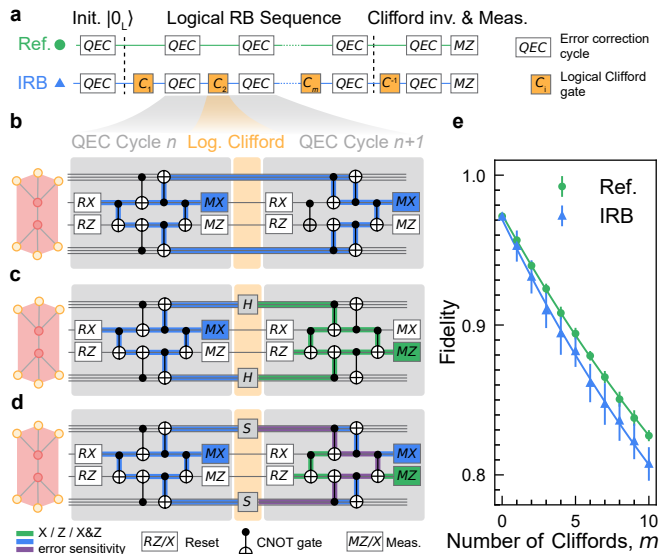 a
Init. |0L⟩ Logical RB Sequence Clifford inv. & Meas.
Ref. QEC QEC QEC QEC QEC MZ
QEC Error correction cycle
IRB QEC C1 QEC C2 QEC Cm QEC C-1 QEC MZ
Ci Logical Clifford gate
b
QEC Cycle n Log. Clifford QEC Cycle n+1
RX MX RX MX
RZ MZ RZ MZ
c
H
RX MX RX MX
RZ MZ RZ MZ
H
d
S
RX MX RX MX
RZ MZ RZ MZ
S
X / Z / X&Z
error sensitivity
RZ/X Reset
CNOT gate
MZ/X Meas.
e
1.0
0.9
0.8
Fidelity
Ref.
IRB
0 5 10
Number of Cliffords, m